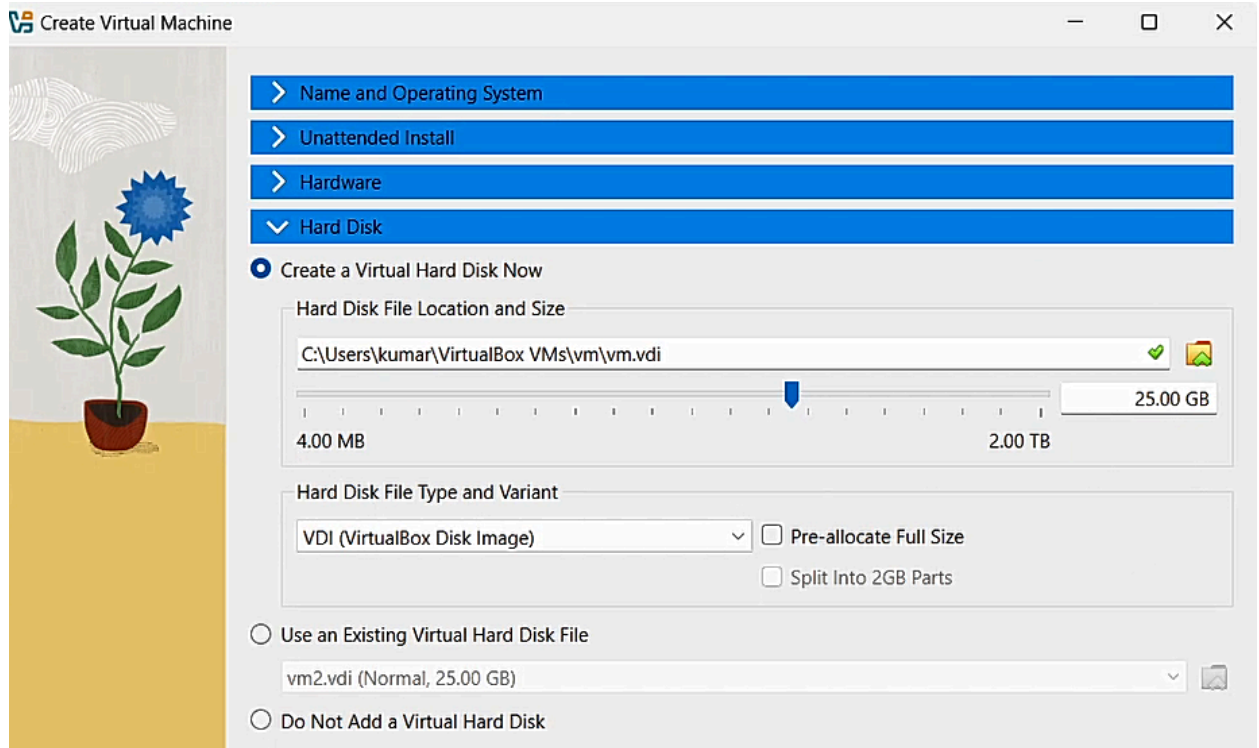 Create Virtual Machine
Name and Operating System
Unattended Install
Hardware
Hard Disk
Create a Virtual Hard Disk Now
Hard Disk File Location and Size
C:\Users\kumar\VirtualBox VMs\vm\vm.vdi
25.00 GB
4.00 MB 2.00 TB
Hard Disk File Type and Variant
VDI (VirtualBox Disk Image) Pre-allocate Full Size
Split Into 2GB Parts
Use an Existing Virtual Hard Disk File
vm2.vdi (Normal, 25.00 GB)
Do Not Add a Virtual Hard Disk